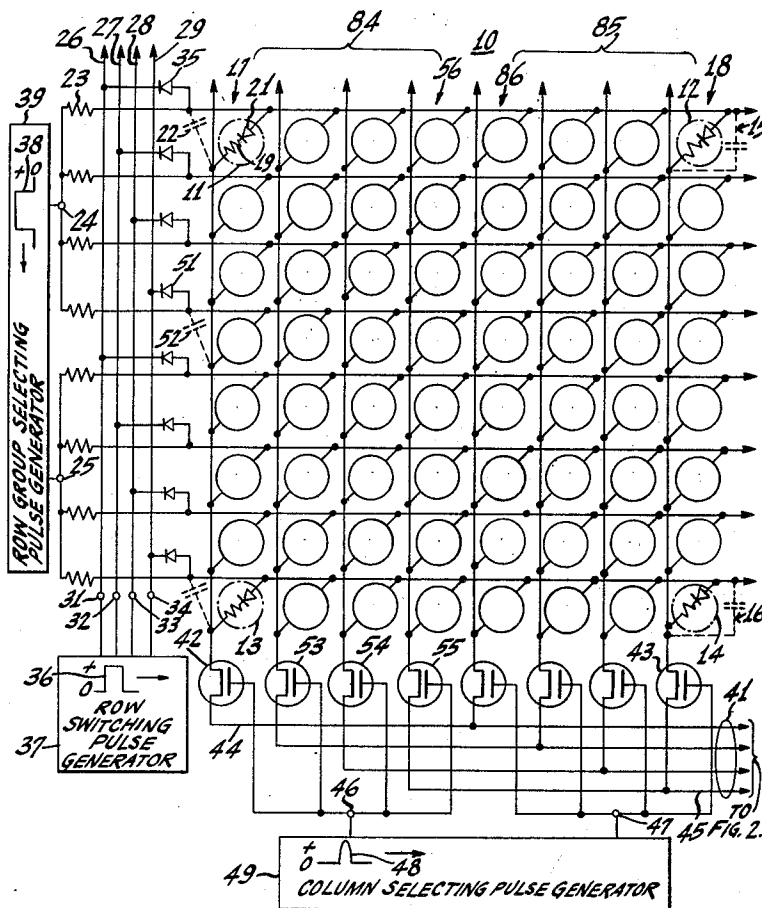 26 27 28 29 84 10 85
35 17 21 56 86 12 18
23
39
38
+ 0
22
15
11 19
24
51
52
ROW GROUP SELECTING
PULSE GENERATOR
25
31 32 33 34
13
14 16
42 53 54 55 43
36
+
0
ROW
SWITCHING
PULSE
GENERATOR
37
44
41
46
47
45
TO
FIG. 2.
+
0
48
49
COLUMN SELECTING PULSE GENERATOR